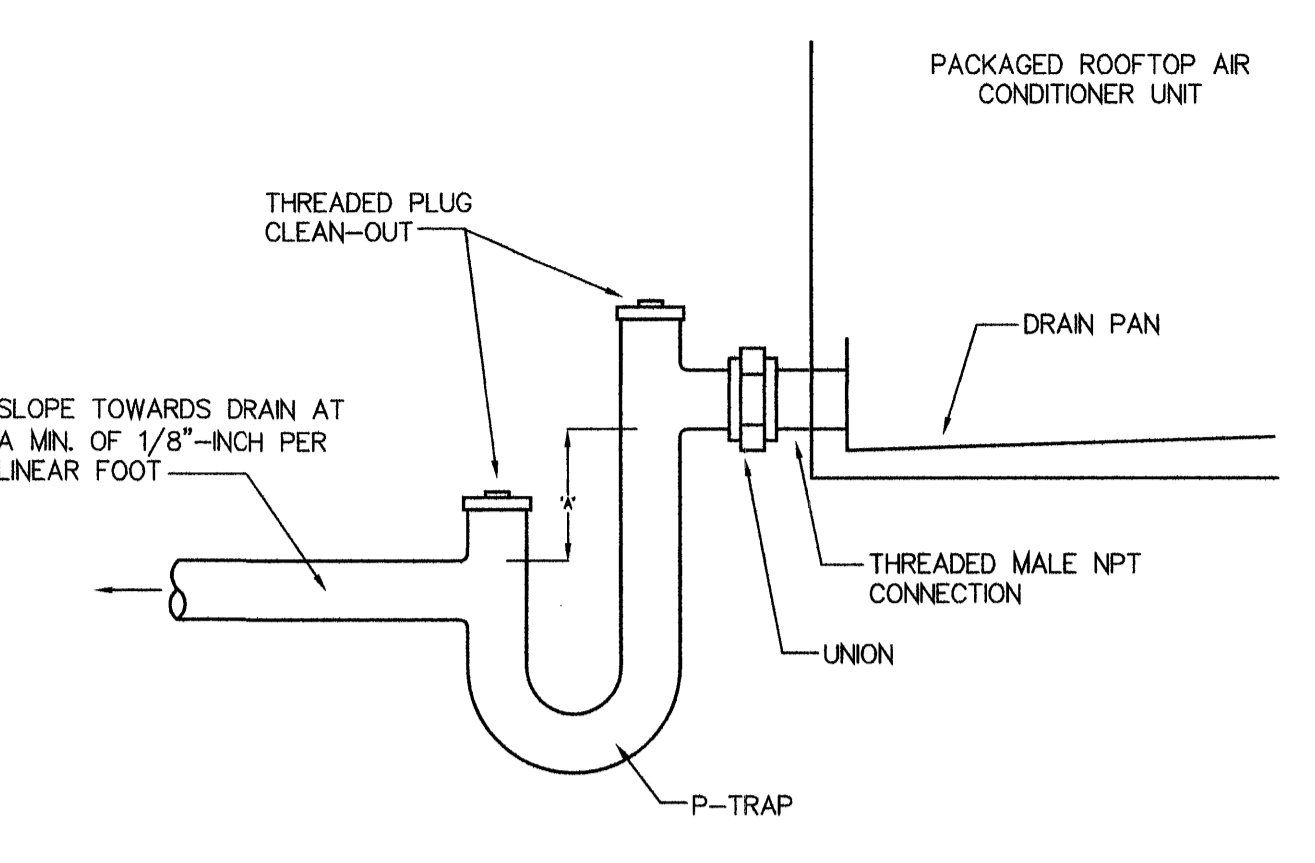 PACKAGED ROOFTOP AIR
CONDITIONER UNIT
THREADED PLUG
CLEAN-OUT
DRAIN PAN
SLOPE TOWARDS DRAIN AT
A MIN. OF 1/8"-INCH PER
LINEAR FOOT
'A'
THREADED MALE NPT
CONNECTION
UNION
P-TRAP